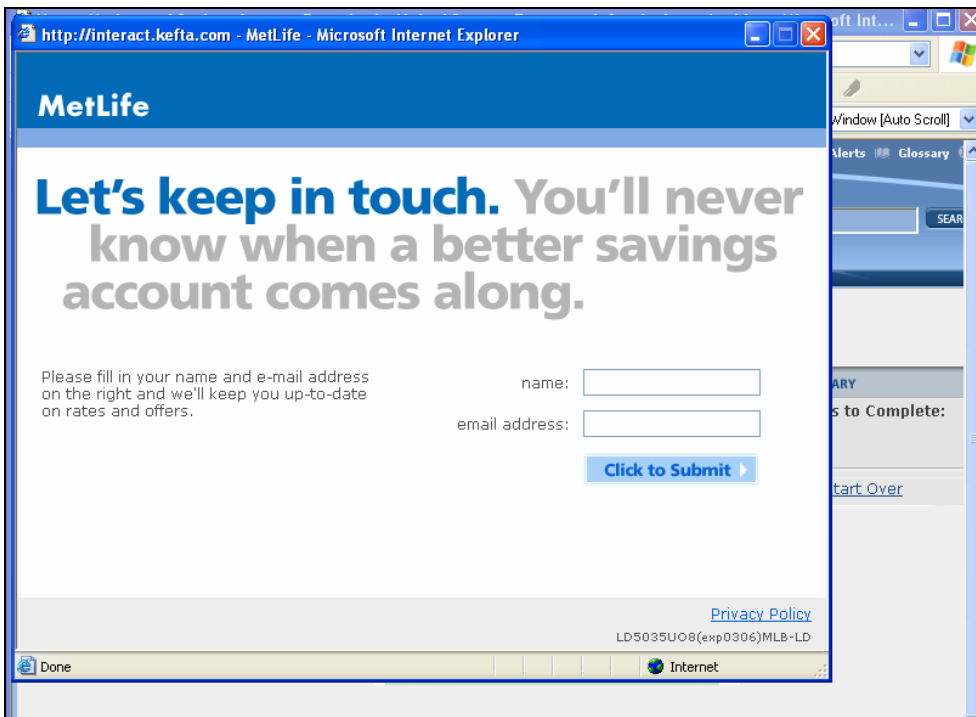 oft Int...
http://interact.kefta.com - MetLife - Microsoft Internet Explorer
Window [Auto Scroll]
Alerts Glossary
SEAR
MetLife
Let's keep in touch. You'll never
know when a better savings
account comes along.
Please fill in your name and e-mail address
on the right and we'll keep you up-to-date
on rates and offers.
name:
email address:
Click to Submit
ARY
s to Complete:
tart Over
Privacy Policy
LD5035UO8(exp0306)MLB-LD
Done
Internet